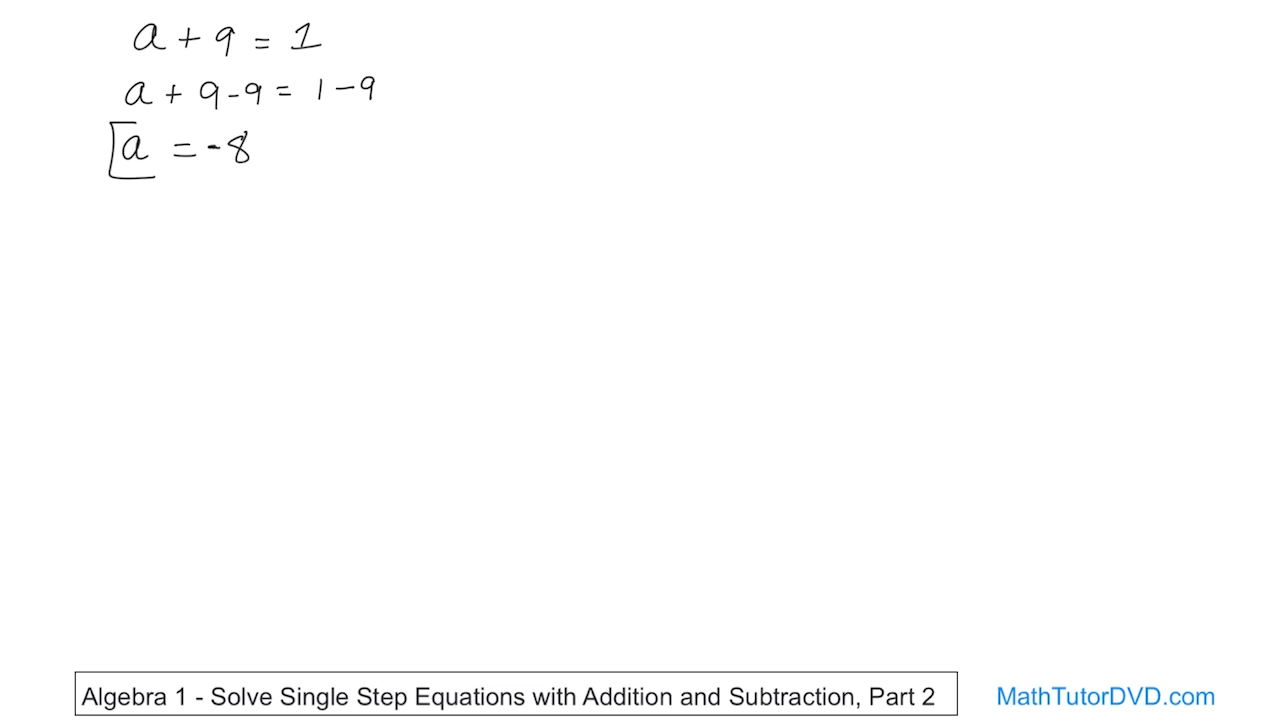 a + 9 = 1
a + 9 - 9 = 1 - 9
a = -8
Algebra 1 - Solve Single Step Equations with Addition and Subtraction, Part 2
MathTutorDVD.com